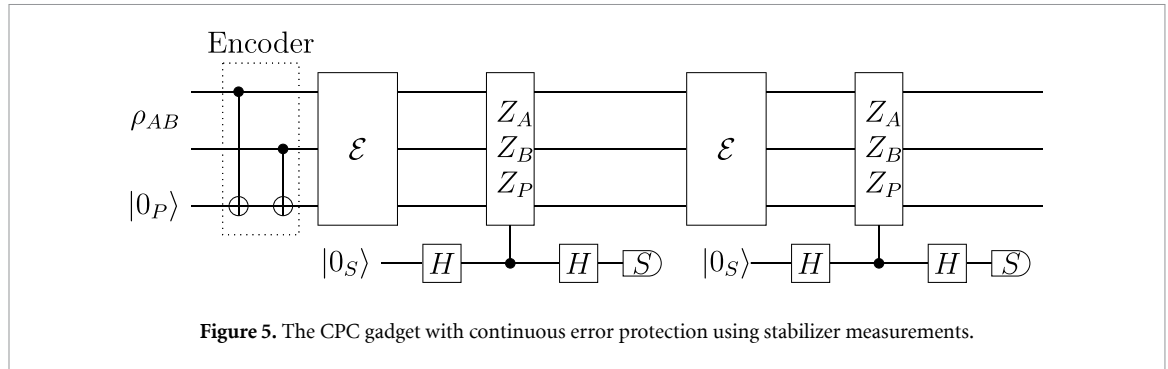 Encoder
ρ_AB
|0_P⟩
ℰ
Z_A
Z_B
Z_P
ℰ
Z_A
Z_B
Z_P
|0_S⟩ H H S |0_S⟩ H H S
Figure 5. The CPC gadget with continuous error protection using stabilizer measurements.